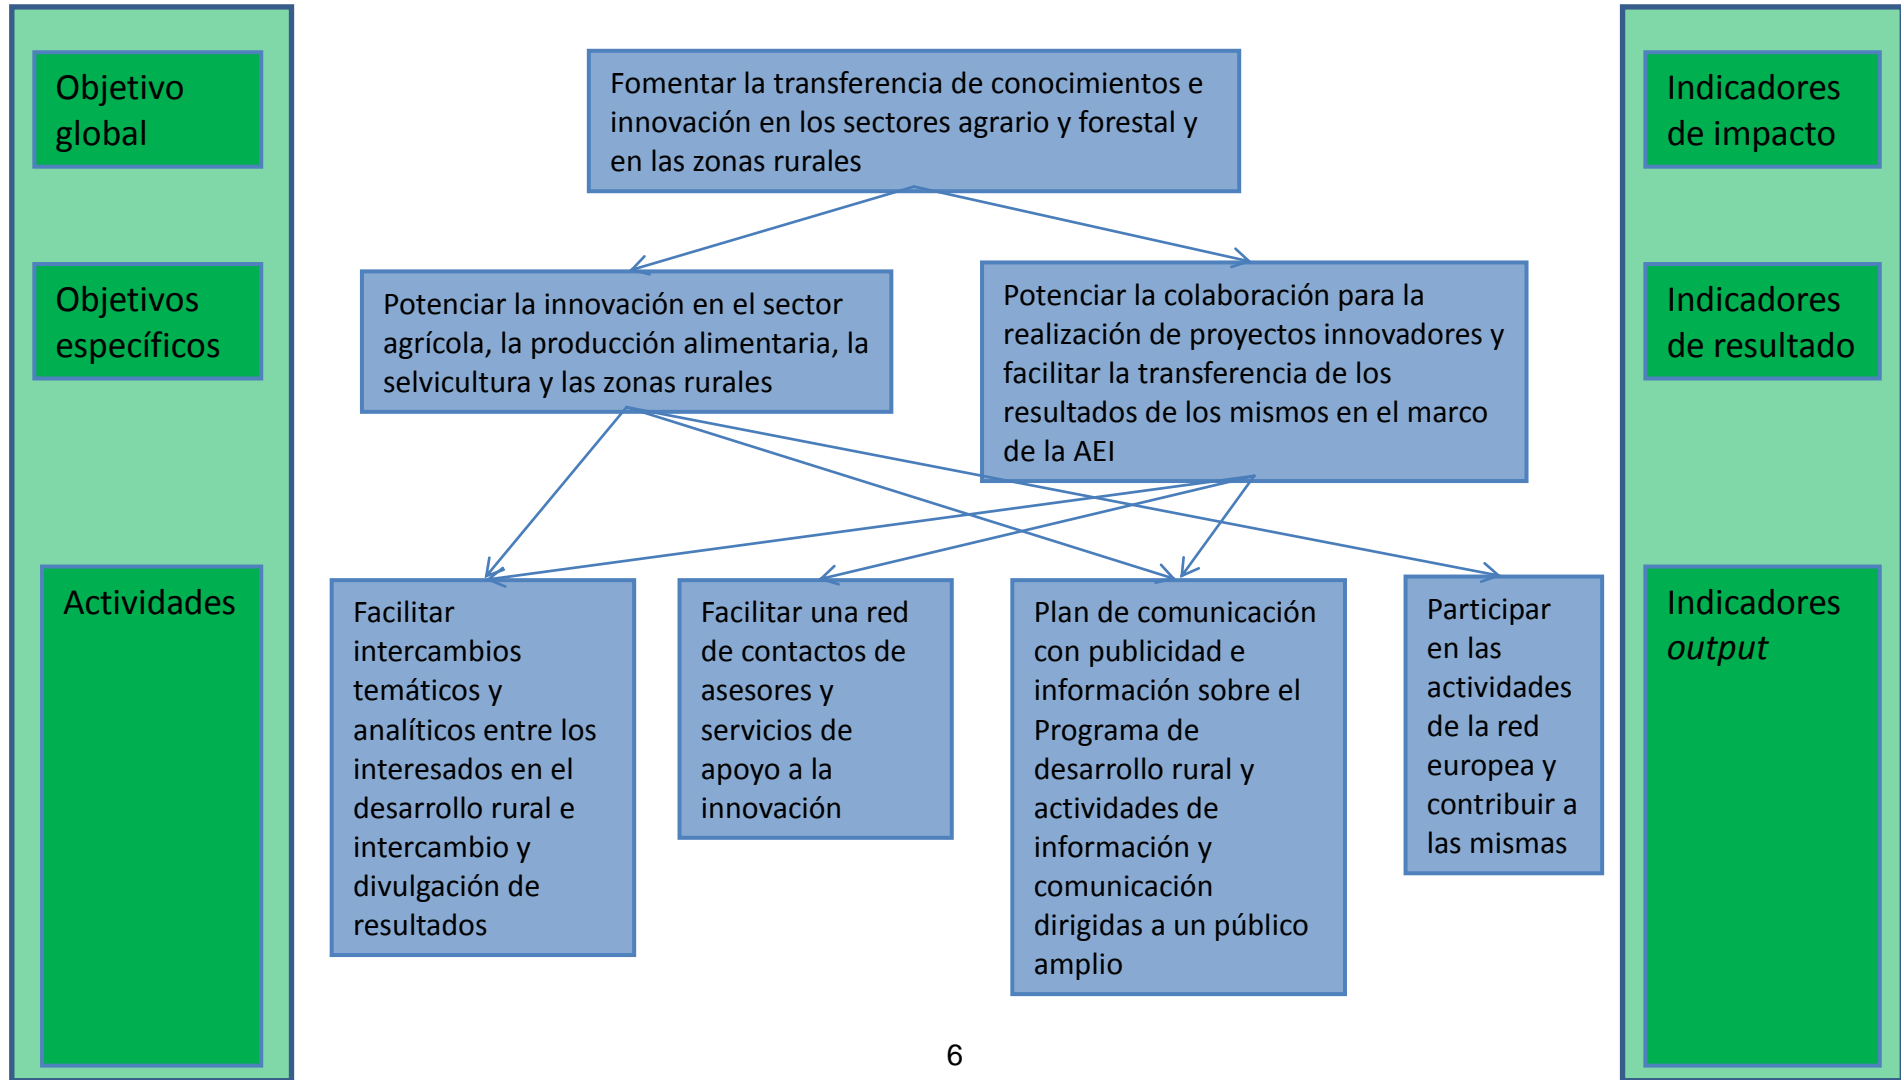 Objetivo
global
Fomentar la transferencia de conocimientos e
innovación en los sectores agrario y forestal y
en las zonas rurales
Indicadores
de impacto
Objetivos
específicos
Potenciar la innovación en el sector
agrícola, la producción alimentaria, la
selvicultura y las zonas rurales
Potenciar la colaboración para la
realización de proyectos innovadores y
facilitar la transferencia de los
resultados de los mismos en el marco
de la AEI
Indicadores
de resultado
Actividades
Facilitar
intercambios
temáticos y
analíticos entre los
interesados en el
desarrollo rural e
intercambio y
divulgación de
resultados
Facilitar una red
de contactos de
asesores y
servicios de
apoyo a la
innovación
Plan de comunicación
con publicidad e
información sobre el
Programa de
desarrollo rural y
actividades de
información y
comunicación
dirigidas a un público
amplio
Participar
en las
actividades
de la red
europea y
contribuir a
las mismas
Indicadores
output
6